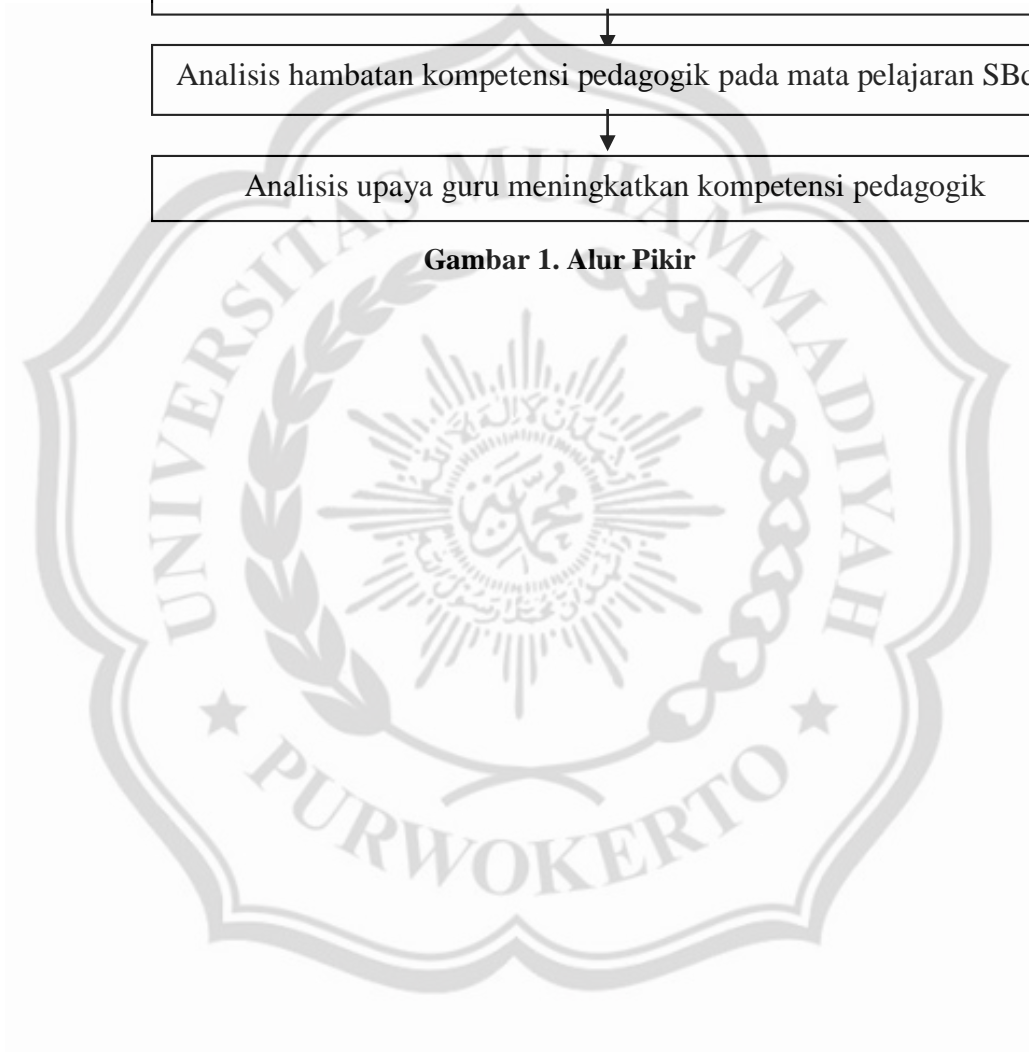 Analisis hambatan kompetensi pedagogik pada mata pelajaran
Analisis upaya guru meningkatkan kompetensi pedagogik
Gambar 1. Alur Pikir
UNIVERSITAS MUHAMMADIYAH
PURWOKERTO